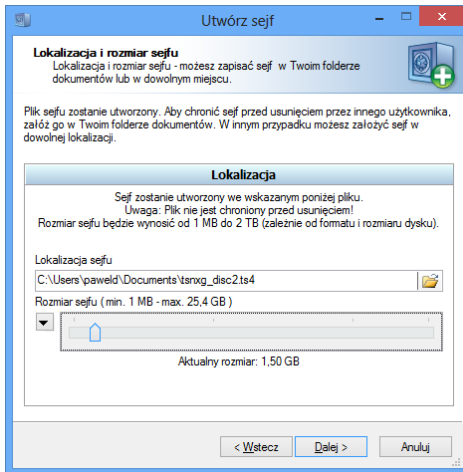 Utwórz sejf
Lokalizacja i rozmiar sejfu
Lokalizacja i rozmiar sejfu - możesz zapisać sejf w Twoim folderze
dokumentów lub w dowolnym miejscu.
Plik sejfu zostanie utworzony. Aby chronić sejf przed usunięciem przez innego użytkownika,
załóż go w Twoim folderze dokumentów. W innym przypadku możesz założyć sejf w
dowolnej lokalizacji.
Lokalizacja
Sejf zostanie utworzony we wskazanym poniżej pliku.
Uwaga: Plik nie jest chroniony przed usunięciem!
Rozmiar sejfu będzie wynosić od 1 MB do 2 TB (zależnie od formatu i rozmiaru dysku).
Lokalizacja sejfu
C:\Users\paweld\Documents\tsnxg_disc2.ts4
Rozmiar sejfu ( min. 1 MB - max. 25,4 GB )
Aktualny rozmiar: 1,50 GB
< Wstecz
Dalej >
Anuluj